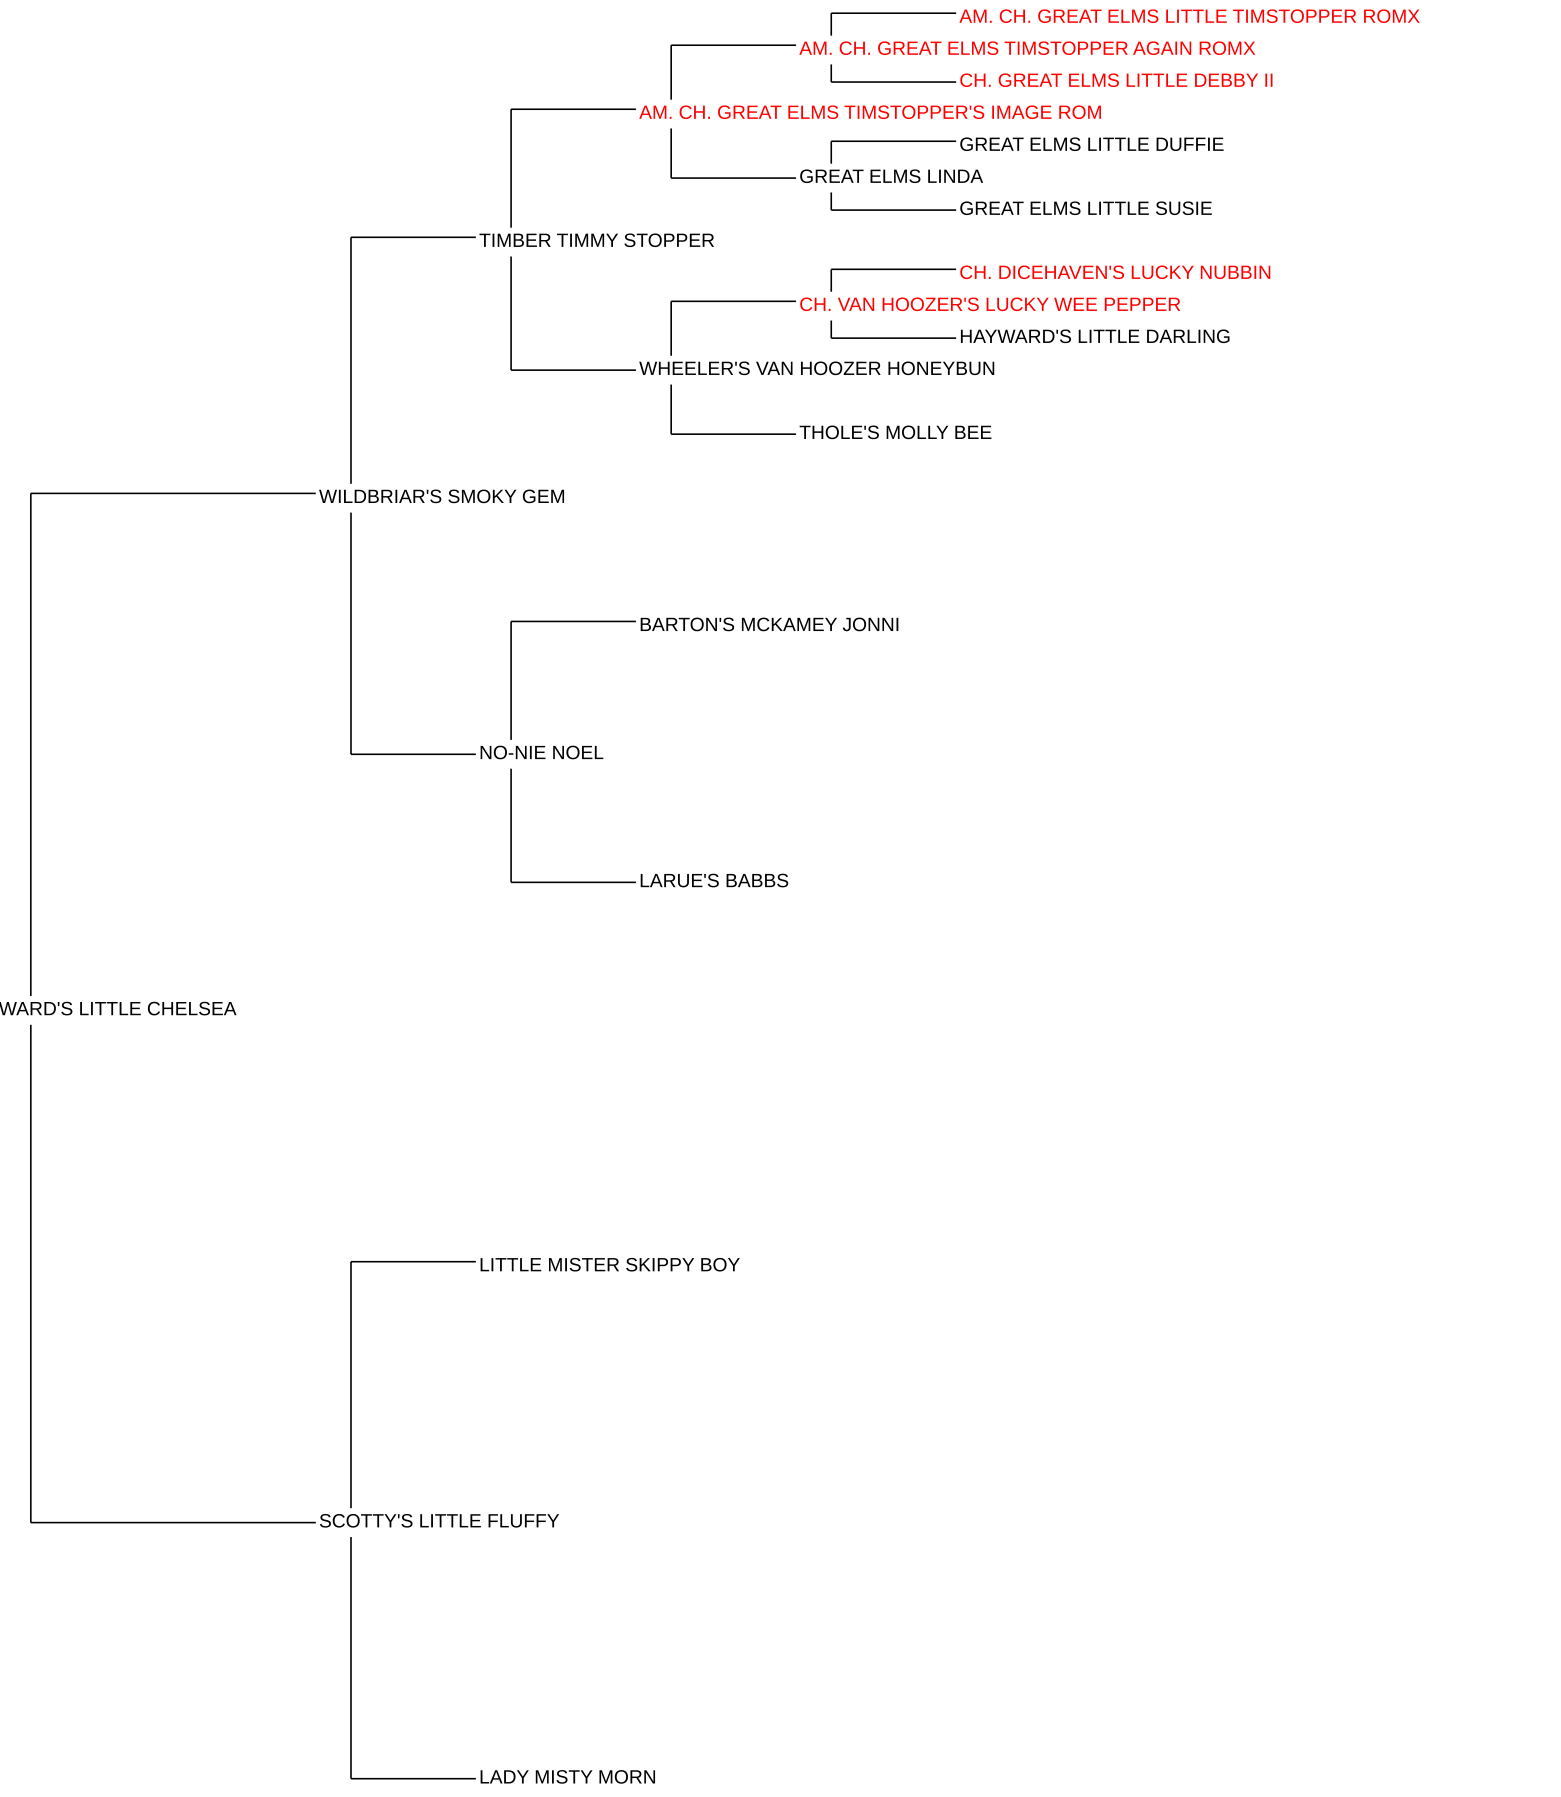 AM. CH. GREAT ELMS LITTLE TIMSTOPPER ROMX
AM. CH. GREAT ELMS TIMSTOPPER AGAIN ROMX
CH. GREAT ELMS LITTLE DEBBY II
AM. CH. GREAT ELMS TIMSTOPPER'S IMAGE ROM
GREAT ELMS LITTLE DUFFIE
GREAT ELMS LINDA
GREAT ELMS LITTLE SUSIE
TIMBER TIMMY STOPPER
CH. DICEHAVEN'S LUCKY NUBBIN
CH. VAN HOOZER'S LUCKY WEE PEPPER
HAYWARD'S LITTLE DARLING
WHEELER'S VAN HOOZER HONEYBUN
THOLE'S MOLLY BEE
WILDBRIAR'S SMOKY GEM
BARTON'S MCKAMEY JONNI
NO-NIE NOEL
LARUE'S BABBS
WARD'S LITTLE CHELSEA
LITTLE MISTER SKIPPY BOY
SCOTTY'S LITTLE FLUFFY
LADY MISTY MORN